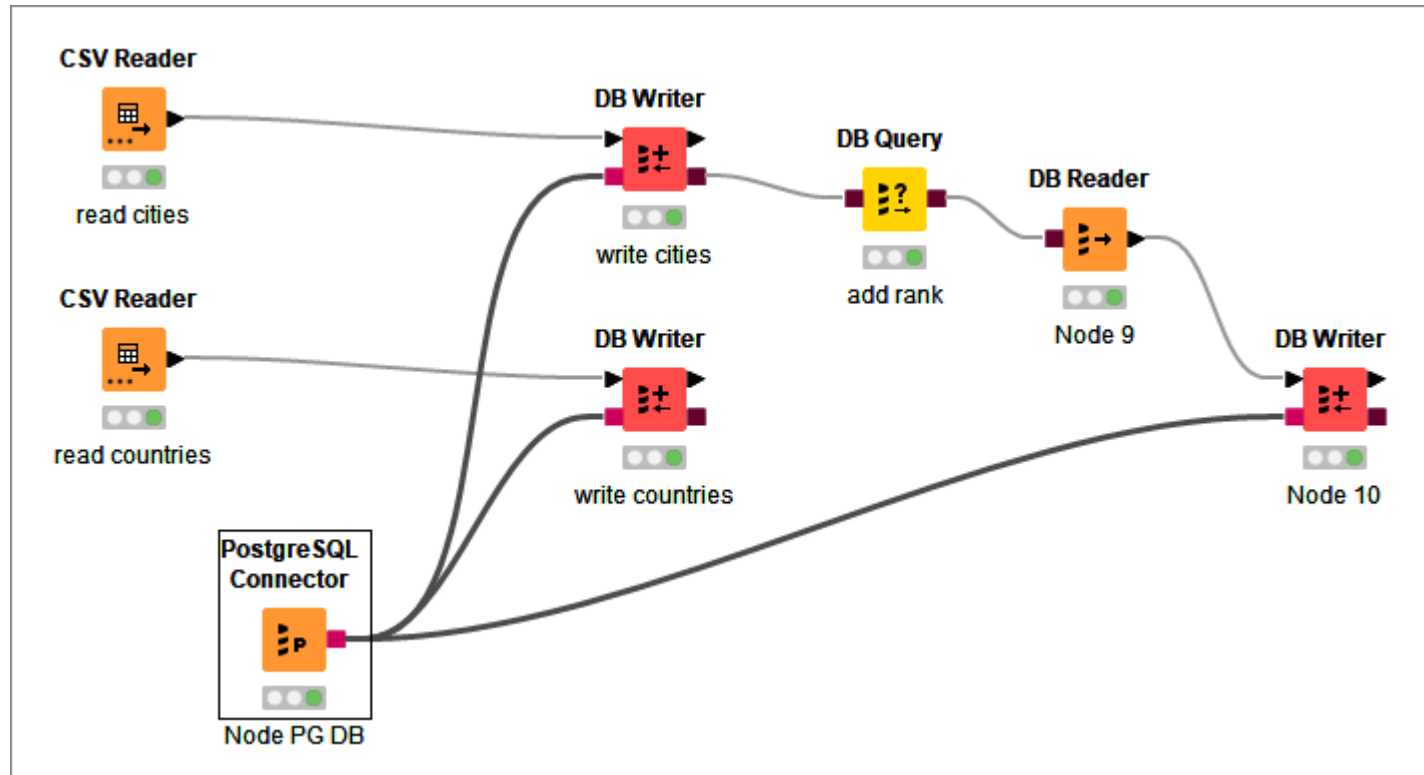 CSV Reader
read cities
DB Writer
write cities
DB Query
?
add rank
DB Reader
Node 9
CSV Reader
read countries
DB Writer
write countries
DB Writer
Node 10
PostgreSQL
Connector
P
Node PG DB